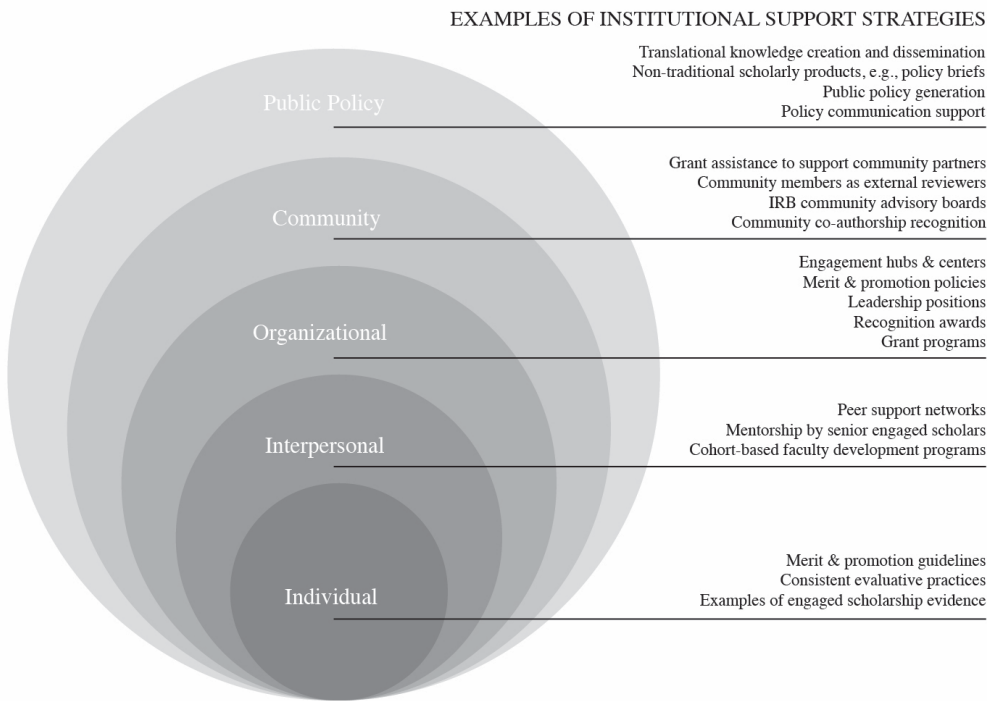 EXAMPLES OF INSTITUTIONAL SUPPORT STRATEGIES
Public Policy
Translational knowledge creation and dissemination
Non-traditional scholarly products, e.g., policy briefs
Public policy generation
Policy communication support
Community
Grant assistance to support community partners
Community members as external reviewers
IRB community advisory boards
Community co-authorship recognition
Organizational
Engagement hubs & centers
Merit & promotion policies
Leadership positions
Recognition awards
Grant programs
Interpersonal
Peer support networks
Mentorship by senior engaged scholars
Cohort-based faculty development programs
Individual
Merit & promotion guidelines
Consistent evaluative practices
Examples of engaged scholarship evidence